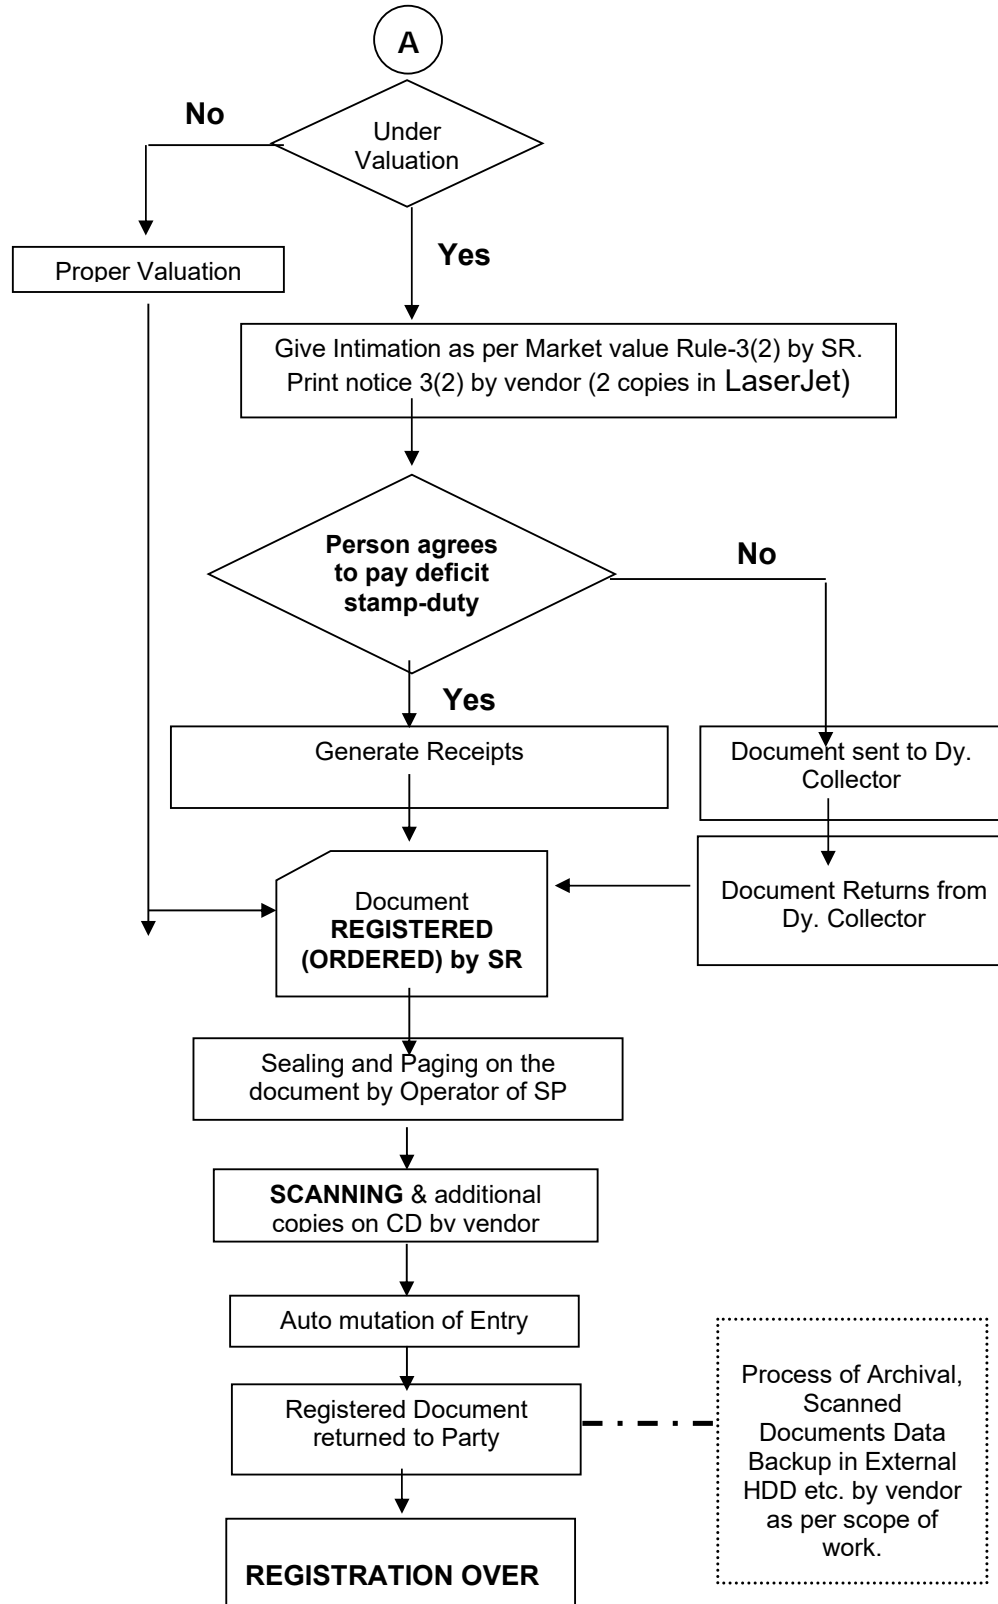 A
No
Under
Valuation
Yes
Proper Valuation
Give Intimation as per Market value Rule-3(2) by SR.
Print notice 3(2) by vendor (2 copies in LaserJet)
Person agrees
to pay deficit
stamp-duty
No
Yes
Generate Receipts
Document sent to Dy.
Collector
Document
REGISTERED
(ORDERED) by SR
Document Returns from
Dy. Collector
Sealing and Paging on the
document by Operator of SP
SCANNING & additional
copies on CD by vendor
Auto mutation of Entry
Registered Document
returned to Party
Process of Archival,
Scanned
Documents Data
Backup in External
HDD etc. by vendor
as per scope of
work.
REGISTRATION OVER